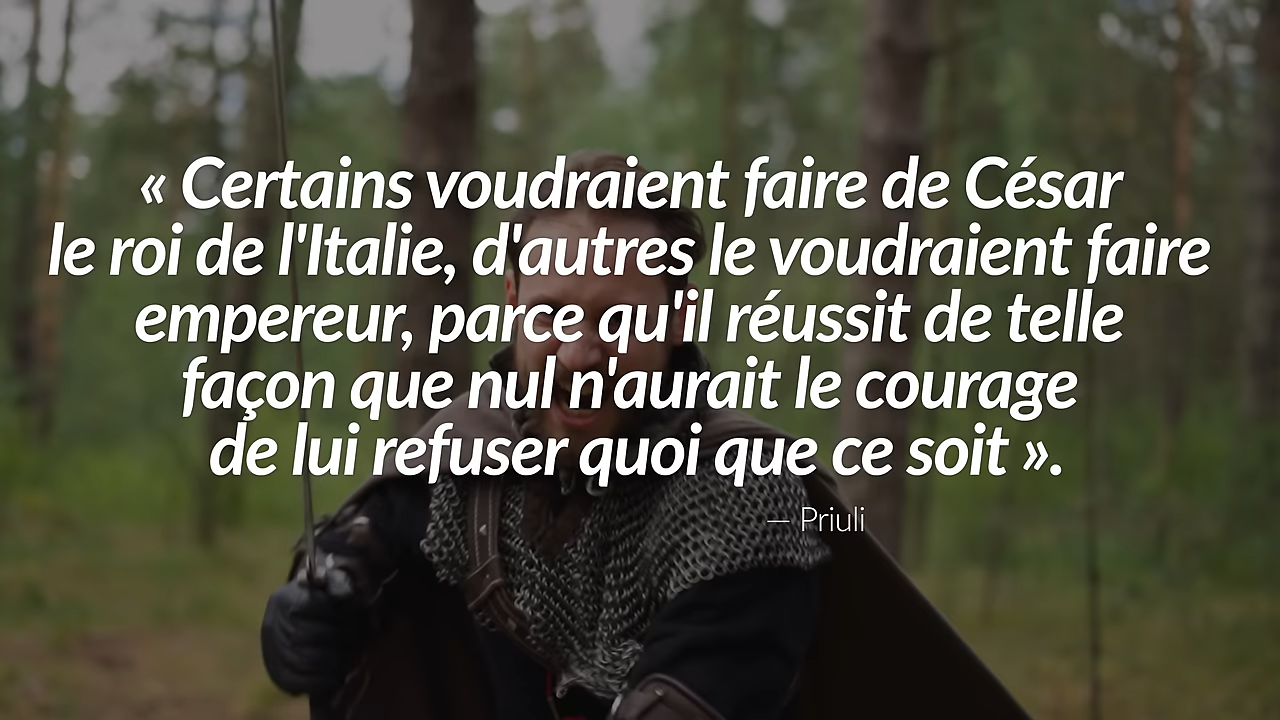 « Certains voudraient faire de César
le roi de l'Italie, d'autres le voudraient faire
empereur, parce qu'il réussit de telle
façon que nul n'aurait le courage
de lui refuser quoi que ce soit ».
— Priuli